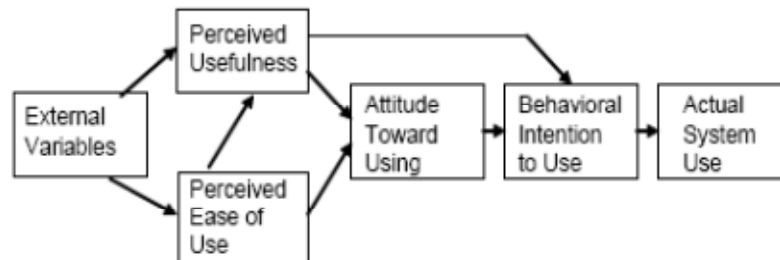 External
Variables
Perceived
Usefulness
Perceived
Ease of
Use
Attitude
Toward
Using
Behavioral
Intention
to Use
Actual
System
Use